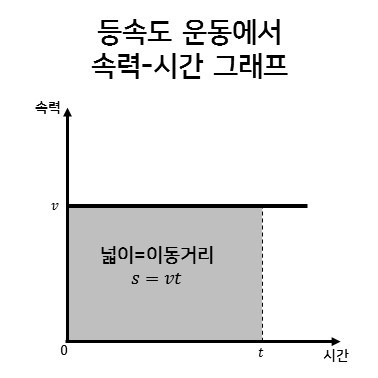 등속도 운동에서
속력-시간 그래프
속력
v
넓이=이동거리
s = vt
0
t
시간